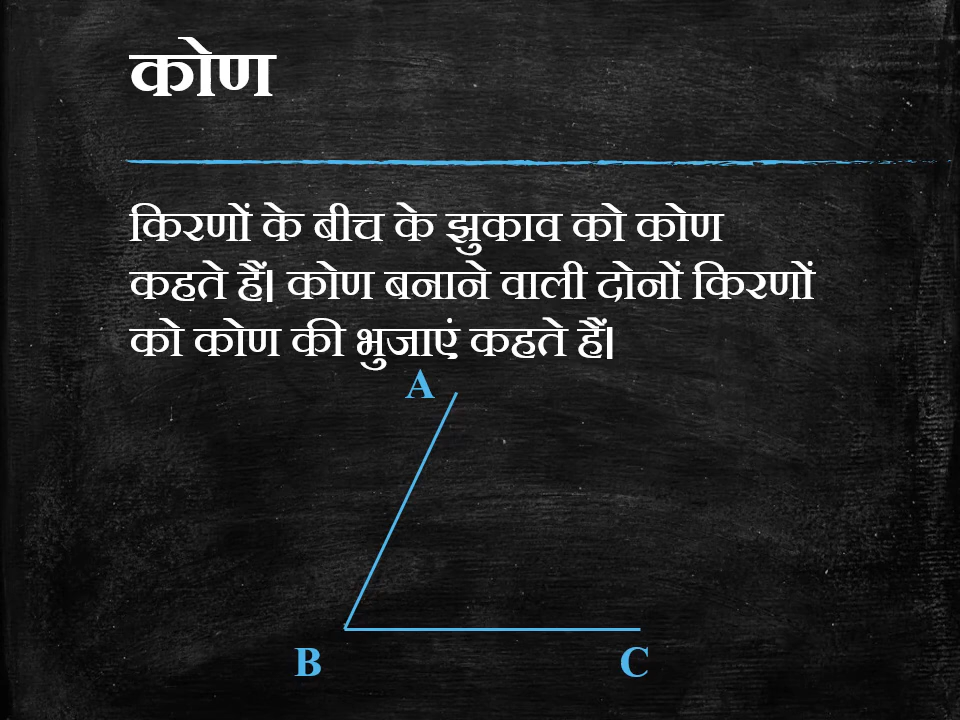 कोण
किरणों के बीच के झुकाव को कोण
कहते हैं। कोण बनाने वाली दोनों किरणों
को कोण की भुजाएं कहते हैं।
A
B C